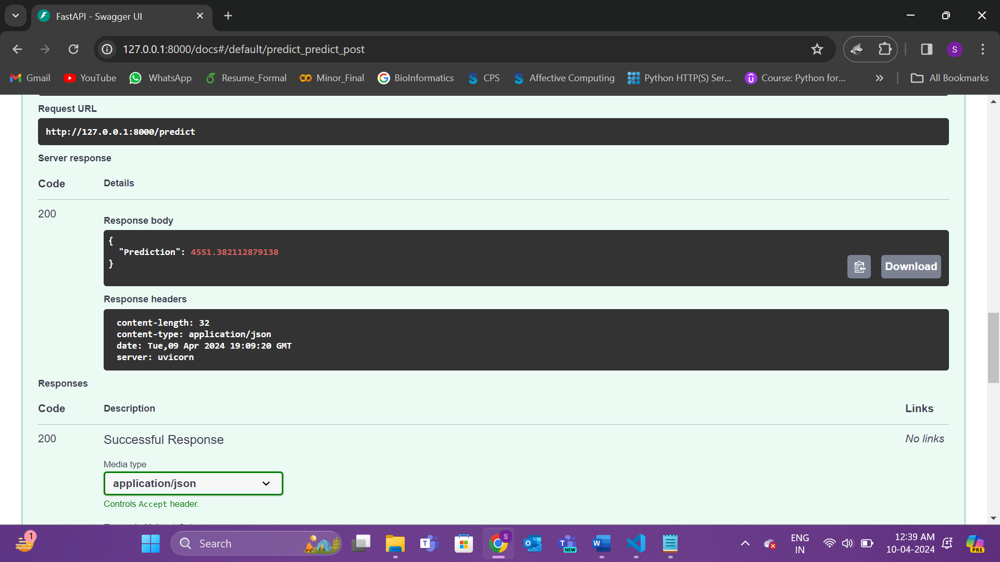 FastAPI - Swagger UI
127.0.0.1:8000/docs#/default/predict_predict_post
S
Gmail
YouTube
WhatsApp
Resume_Formal
Minor_Final
BioInformatics
CPS
Affective Computing
Python HTTP(S) Ser...
Course: Python for...
All Bookmarks
Request URL
http://127.0.0.1:8000/predict
Server response
Code Details
200
Response body
{
"Prediction": 4551.382112879138
}
Download
Response headers
content-length: 32
content-type: application/json
date: Tue,09 Apr 2024 19:09:20 GMT
server: uvicorn
Responses
Code Description Links
200 Successful Response No links
Media type
application/json
Controls Accept header.
1
Search
S
NEW
ENG
IN
12:39 AM
10-04-2024
PRE